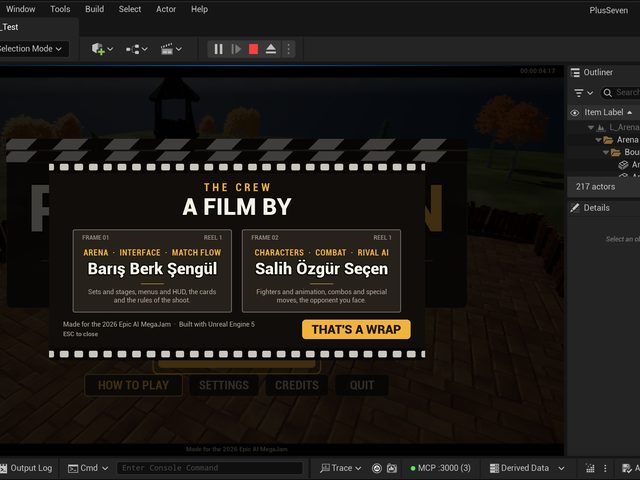 Window Tools Build Select Actor Help
PlusSeven
_Test
Selection Mode
00:00:04:17
Outliner
Search
Item Label
L_Arena
Arena
Bou
Ar
217 actors
Details
Select an ob
THE CREW
A FILM BY
FRAME 01 REEL 1
ARENA · INTERFACE · MATCH FLOW
Barış Berk Şengül
Sets and stages, menus and HUD, the cards
and the rules of the shoot.
FRAME 02 REEL 1
CHARACTERS · COMBAT · RIVAL AI
Salih Özgür Seçen
Fighters and animation, combos and special
moves, the opponent you face.
Made for the 2026 Epic AI MegaJam · Built with Unreal Engine 5
ESC to close
THAT'S A WRAP
HOW TO PLAY SETTINGS CREDITS QUIT
Made for the 2026 Epic AI MegaJam
Output Log Cmd Enter Console Command Trace MCP :3000 (3) Derived Data